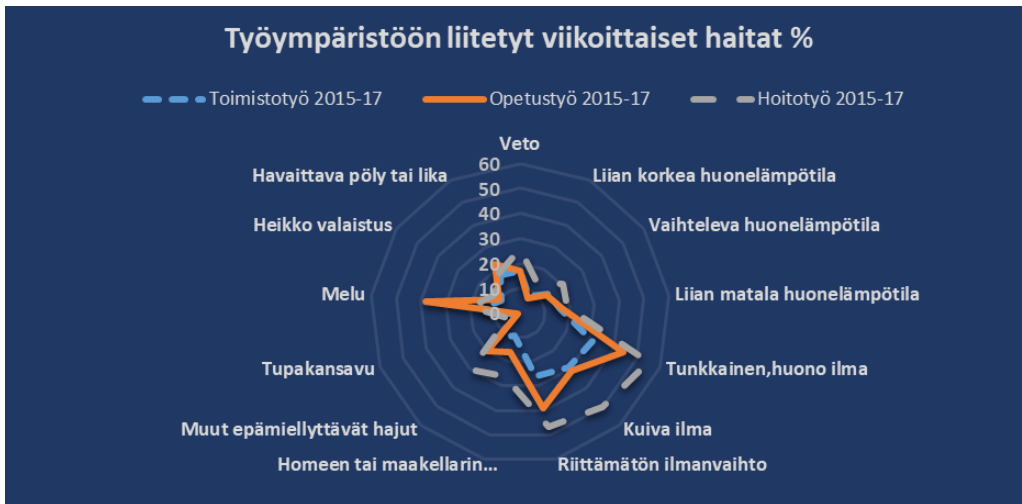 Työympäristöön liitetyt viikoittaiset haitat %
Toimistotyö 2015-17
Opetustyö 2015-17
Hoitotyö 2015-17
Veto
Liian korkea huonelämpötila
Vaihteleva huonelämpötila
Liian matala huonelämpötila
Tunkkainen,huono ilma
Kuiva ilma
Riittämätön ilmanvaihto
Homeen tai maakellarin...
Muut epämiellyttävät hajut
Tupakansavu
Melu
Heikko valaistus
Havaittava pöly tai lika
60
50
40
30
20
10
0